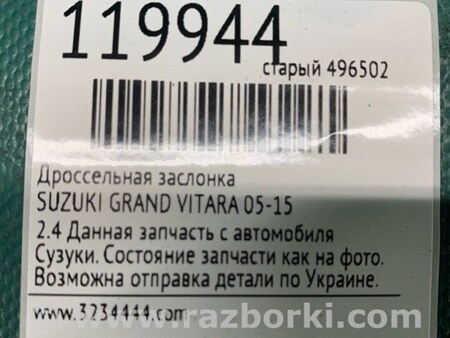 119944
старый 496502
Дроссельная заслонка
SUZUKI GRAND VITARA 05-15
2.4 Данная запчасть с автомобиля
Сузуки. Состояние запчасти как на фото.
Возможна отправка детали по Украине.
www.3234444.com
www.razborki.com